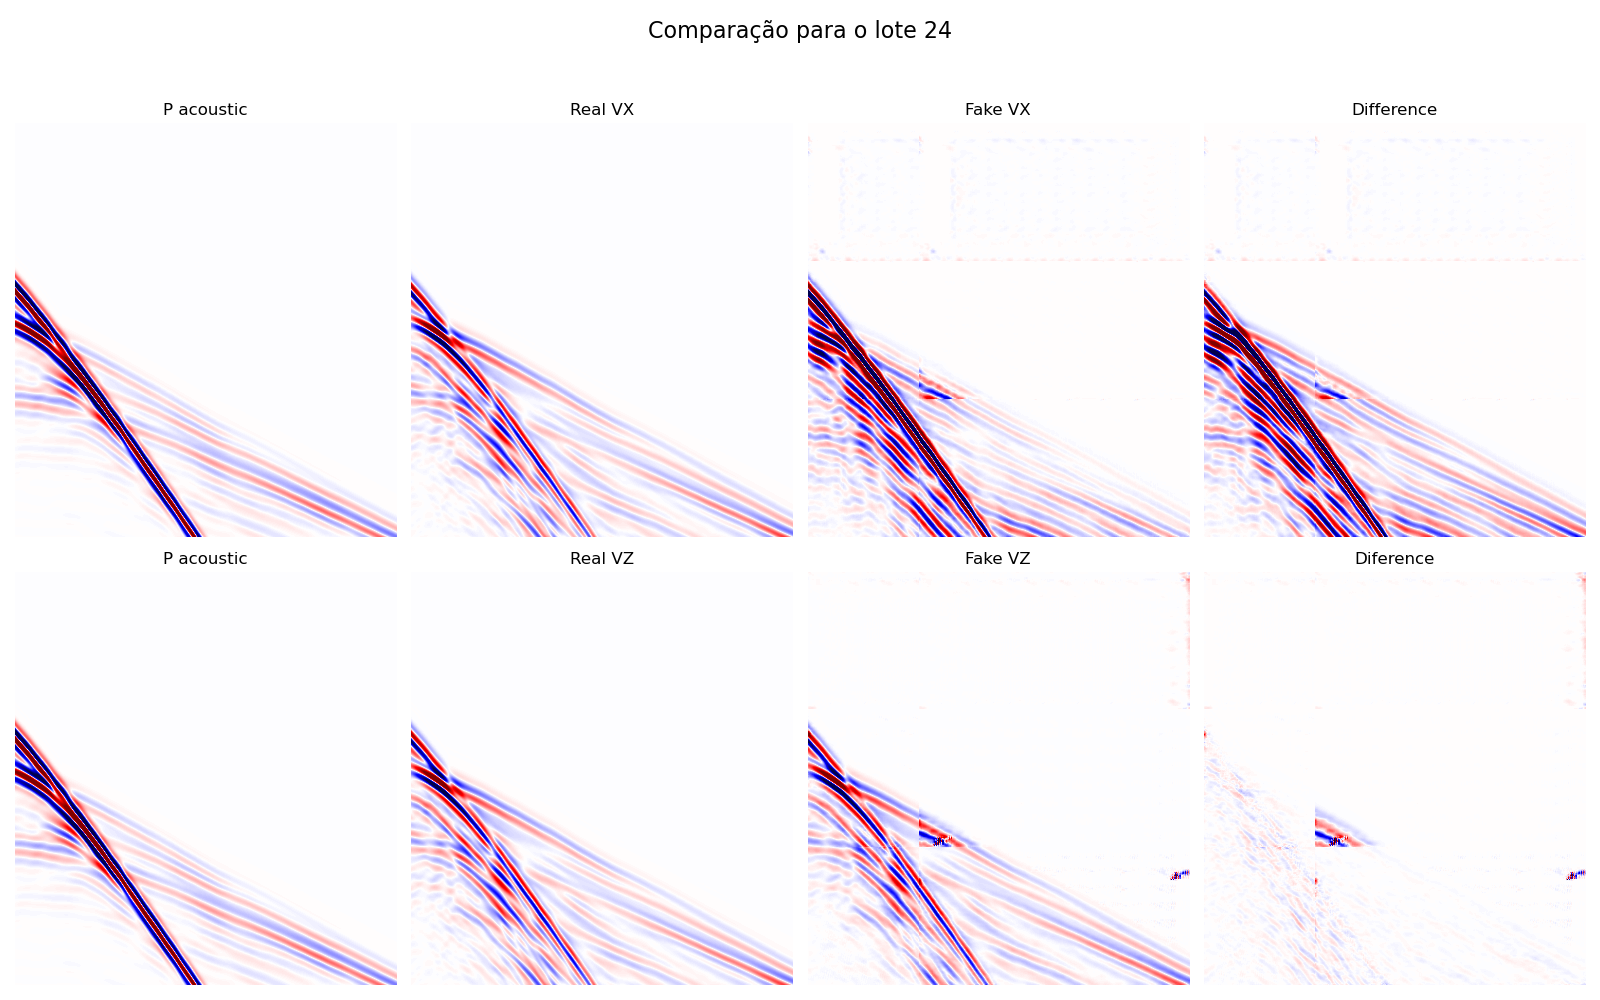 Comparação para o lote 24
P acoustic
Real VX
Fake VX
Difference
P acoustic
Real VZ
Fake VZ
Diference